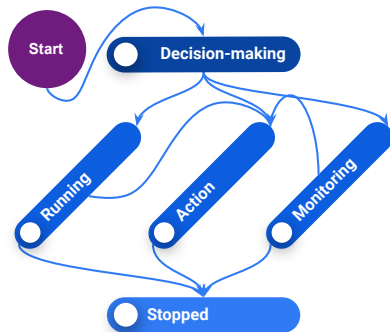 Start
Decision-making
Running
Action
Monitoring
Stopped